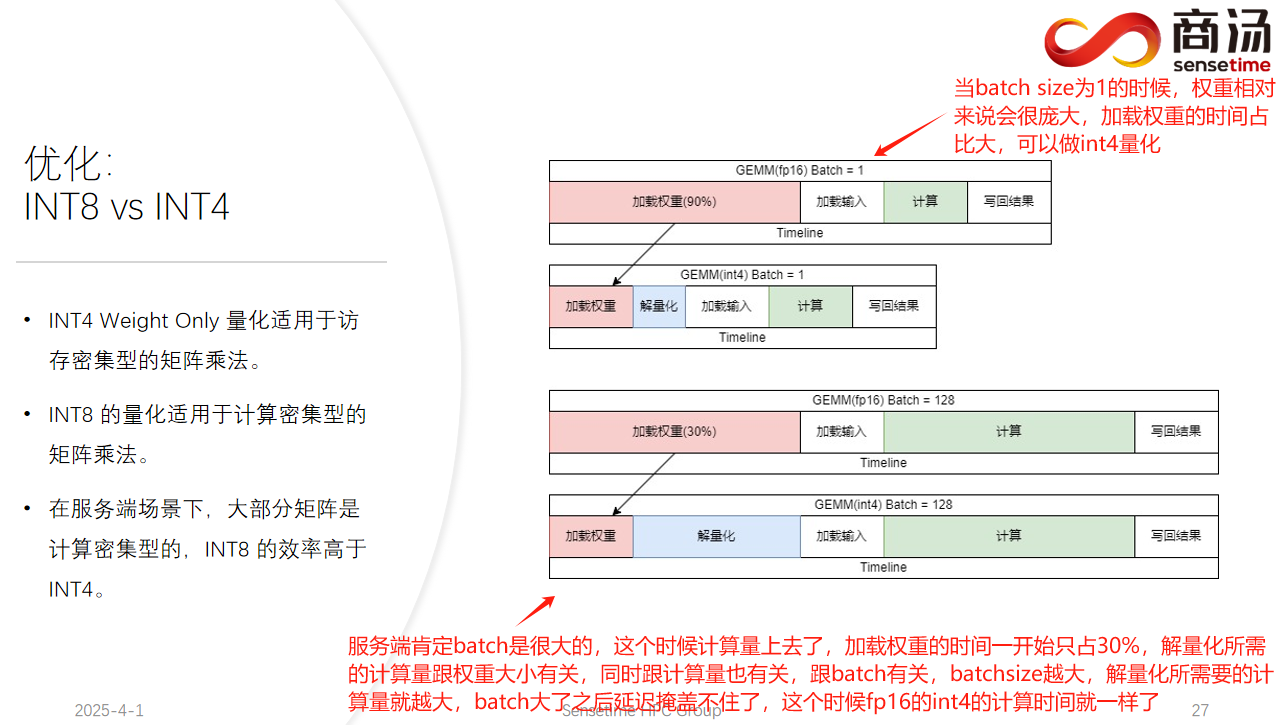 商汤
sensetime
当batch size为1的时候，权重相对
来说会很庞大，加载权重的时间占
比大，可以做int4量化
优化：
INT8 vs INT4
• INT4 Weight Only 量化适用于访
存密集型的矩阵乘法。
• INT8 的量化适用于计算密集型的
矩阵乘法。
• 在服务端场景下，大部分矩阵是
计算密集型的，INT8 的效率高于
INT4。
GEMM(fp16) Batch = 1
加载权重(90%) 加载输入 计算 写回结果
Timeline
GEMM(int4) Batch = 1
加载权重 解量化 加载输入 计算 写回结果
Timeline
GEMM(fp16) Batch = 128
加载权重(30%) 加载输入 计算 写回结果
Timeline
GEMM(int4) Batch = 128
加载权重 解量化 加载输入 计算 写回结果
Timeline
服务端肯定batch是很大的，这个时候计算量上去了，加载权重的时间一开始只占30%，解量化所需
的计算量跟权重大小有关，同时跟计算量也有关，跟batch有关，batchsize越大，解量化所需要的计
算量就越大，batch大了之后延迟掩盖不住了，这个时候fp16的int4的计算时间就一样了
2025-4-1
Sensetime HPC Group
27